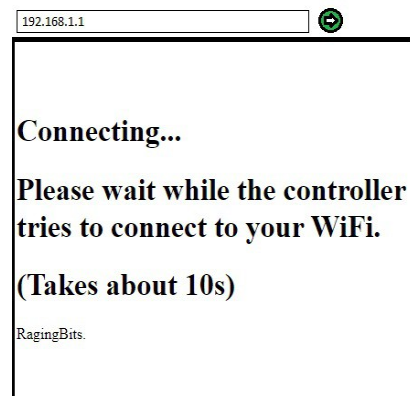 192.168.1.1
Connecting...
Please wait while the controller
tries to connect to your WiFi.
(Takes about 10s)
RagingBits.